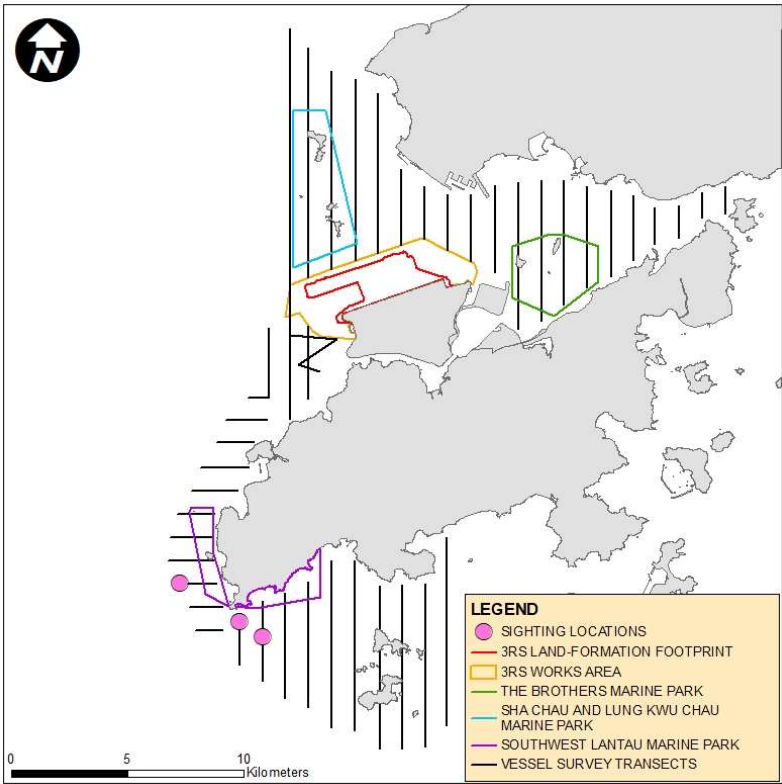 N
LEGEND
SIGHTING LOCATIONS
3RS LAND-FORMATION FOOTPRINT
3RS WORKS AREA
THE BROTHERS MARINE PARK
SHA CHAU AND LUNG KWU CHAU
MARINE PARK
SOUTHWEST LANTAU MARINE PARK
VESSEL SURVEY TRANSECTS
0 5 10
Kilometers